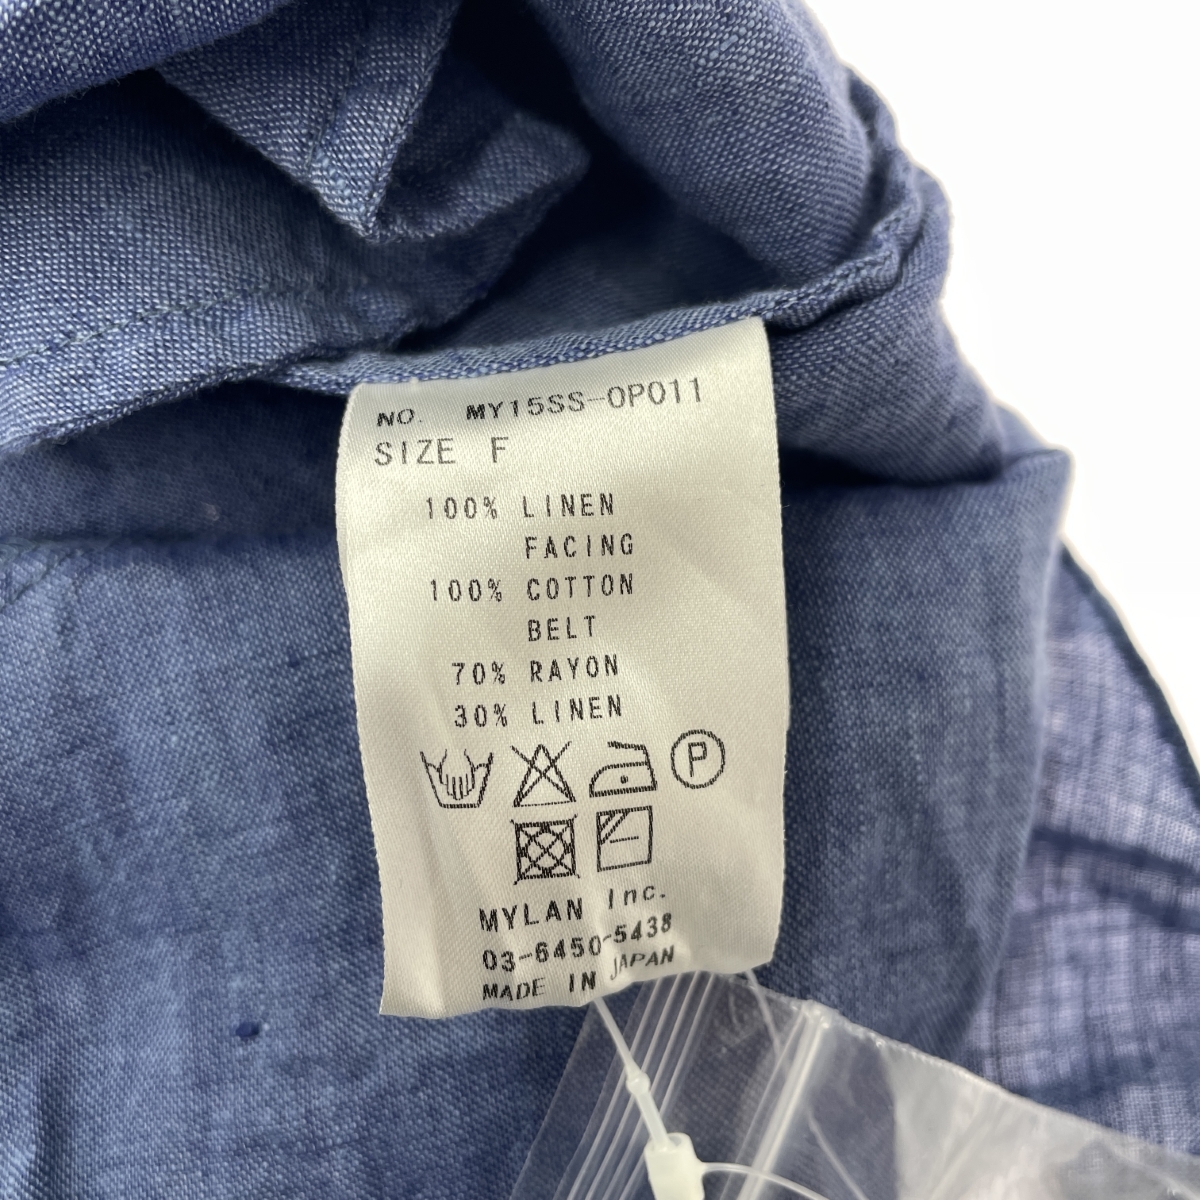 NO. MY15SS-OP011
SIZE F
100% LINEN
FACING
100% COTTON
BELT
70% RAYON
30% LINEN
P
MYLAN Inc.
03-6450-5438
MADE IN JAPAN